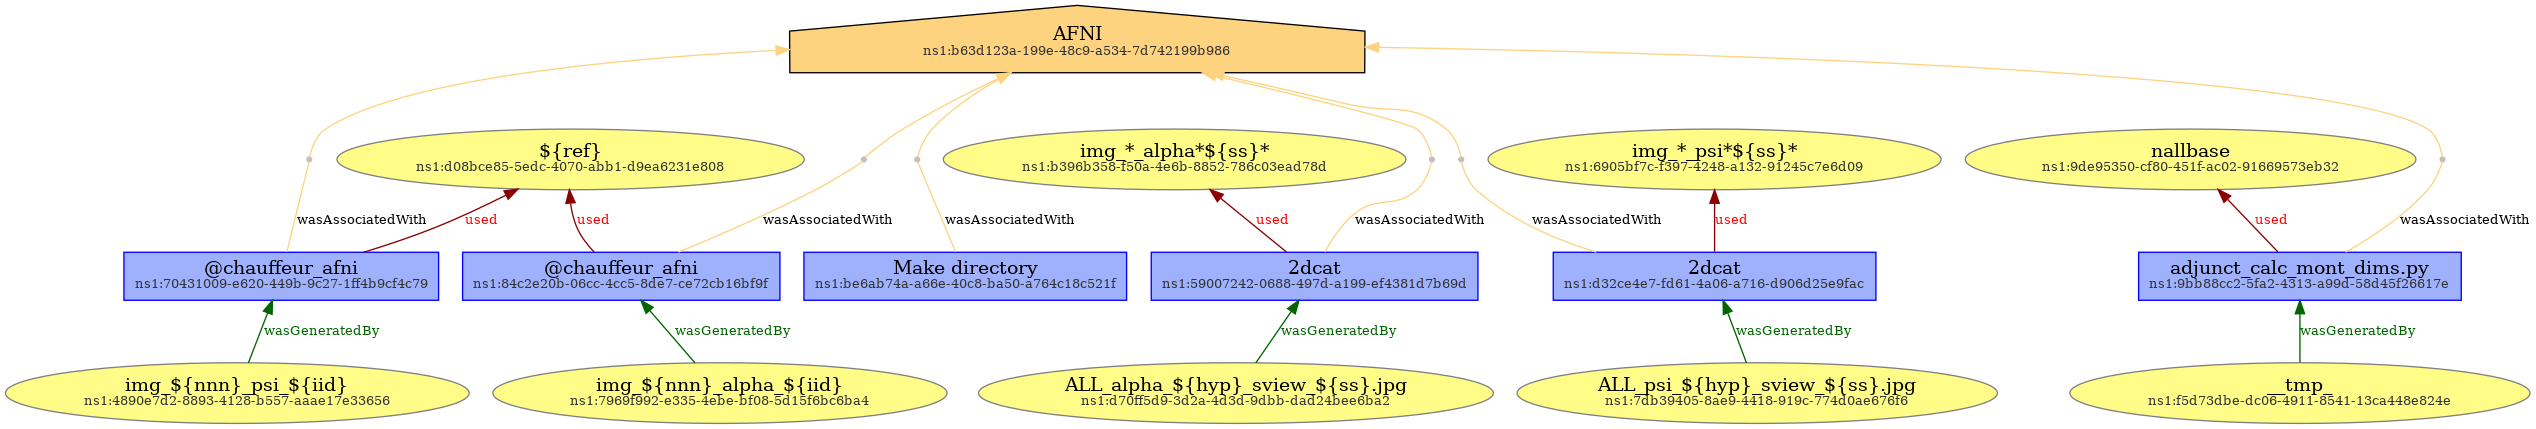 AFNI
ns1:b63d123a-199e-48c9-a534-7d742199b986
${ref}
ns1:d08bce85-5edc-4070-abb1-d9ea6231e808
img_*_alpha*${ss}*
ns1:b396b358-f50a-4e6b-8852-786c03ead78d
img_*_psi*${ss}*
ns1:6905bf7c-f397-4248-a132-91245c7e6d09
nallbase
ns1:9de95350-cf80-451f-ac02-91669573eb32
wasAssociatedWith
used
used
wasAssociatedWith
wasAssociatedWith
used
wasAssociatedWith
wasAssociatedWith
used
used
wasAssociatedWith
@chauffeur_afni
ns1:70431009-e620-449b-9c27-1ff4b9cf4c79
@chauffeur_afni
ns1:84c2e20b-06cc-4cc5-8de7-ce72cb16bf9f
Make directory
ns1:be6ab74a-a66e-40c8-ba50-a764c18c521f
2dcat
ns1:59007242-0688-497d-a199-ef4381d7b69d
2dcat
ns1:d32ce4e7-fd61-4a06-a716-d906d25e9fac
adjunct_calc_mont_dims.py
ns1:9bb88cc2-5fa2-4313-a99d-58d45f26617e
wasGeneratedBy
wasGeneratedBy
wasGeneratedBy
wasGeneratedBy
wasGeneratedBy
img_${nnn}_psi_${iid}
ns1:4890e7d2-8893-4128-b557-aaae17e33656
img_${nnn}_alpha_${iid}
ns1:7969f992-e335-4ebe-bf08-5d15f6bc6ba4
ALL_alpha_${hyp}_sview_${ss}.jpg
ns1:d70ff5d9-3d2a-4d3d-9dbb-dad24bee6ba2
ALL_psi_${hyp}_sview_${ss}.jpg
ns1:7db39405-8ae9-4418-919c-774d0ae676f6
__tmp_
ns1:f5d73dbe-dc06-4911-8541-13ca448e824e